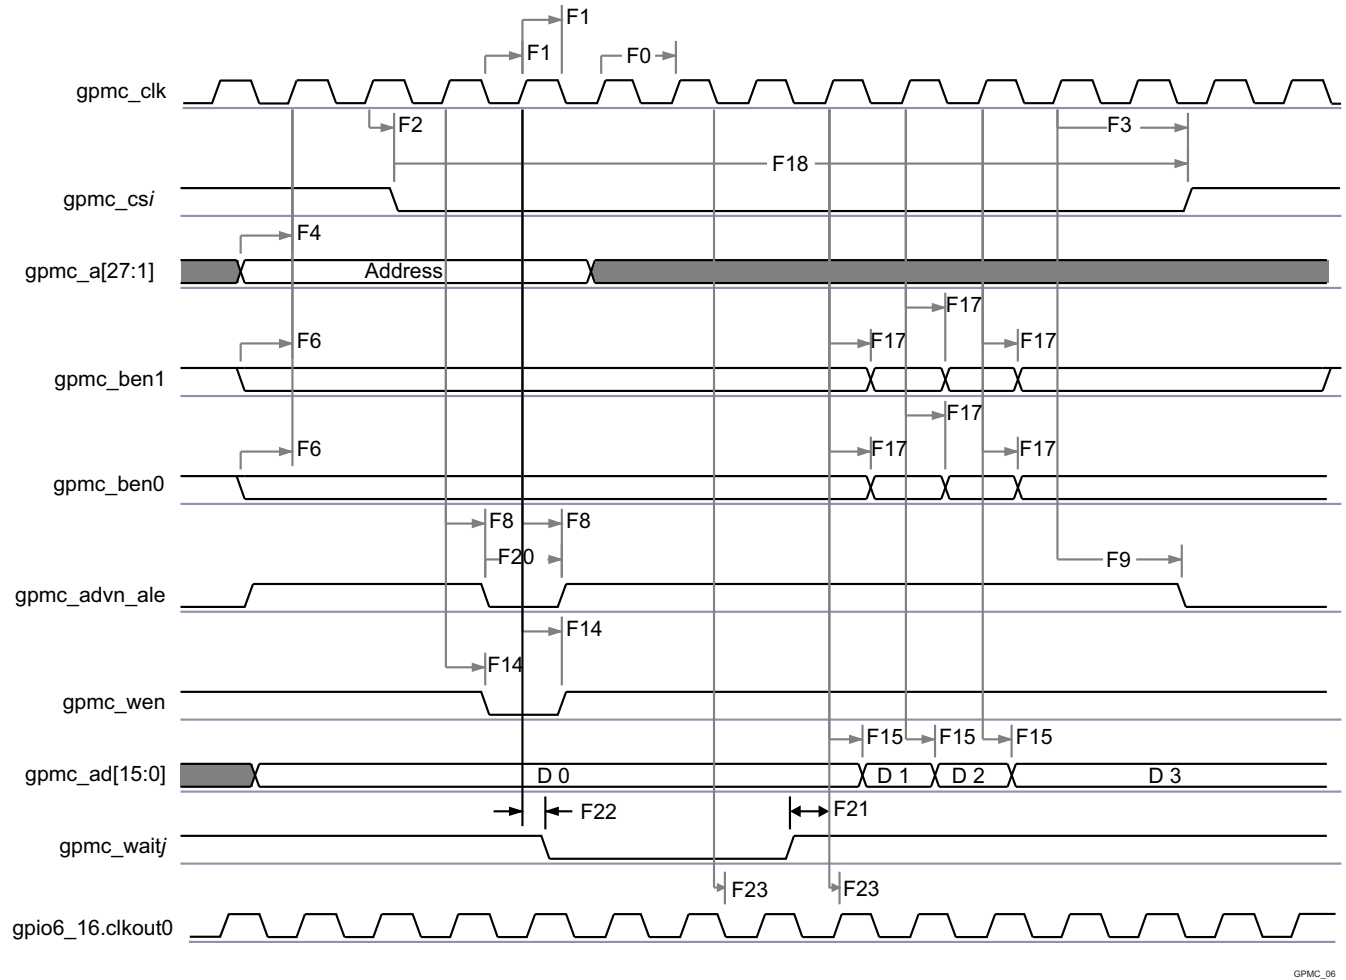 F1
F1
F0
gpmc_clk
F2
F3
F18
gpmc_csi
F4
gpmc_a[27:1]
Address
F17
F6
F17
F17
gpmc_ben1
F17
F6
F17
F17
gpmc_ben0
F8
F8
F20
F9
gpmc_advn_ale
F14
F14
gpmc_wen
F15
F15
F15
gpmc_ad[15:0]
D 0
D 1
D 2
D 3
F22
F21
gpmc_waitj
F23
F23
gpio6_16.clkout0
GPMC_06